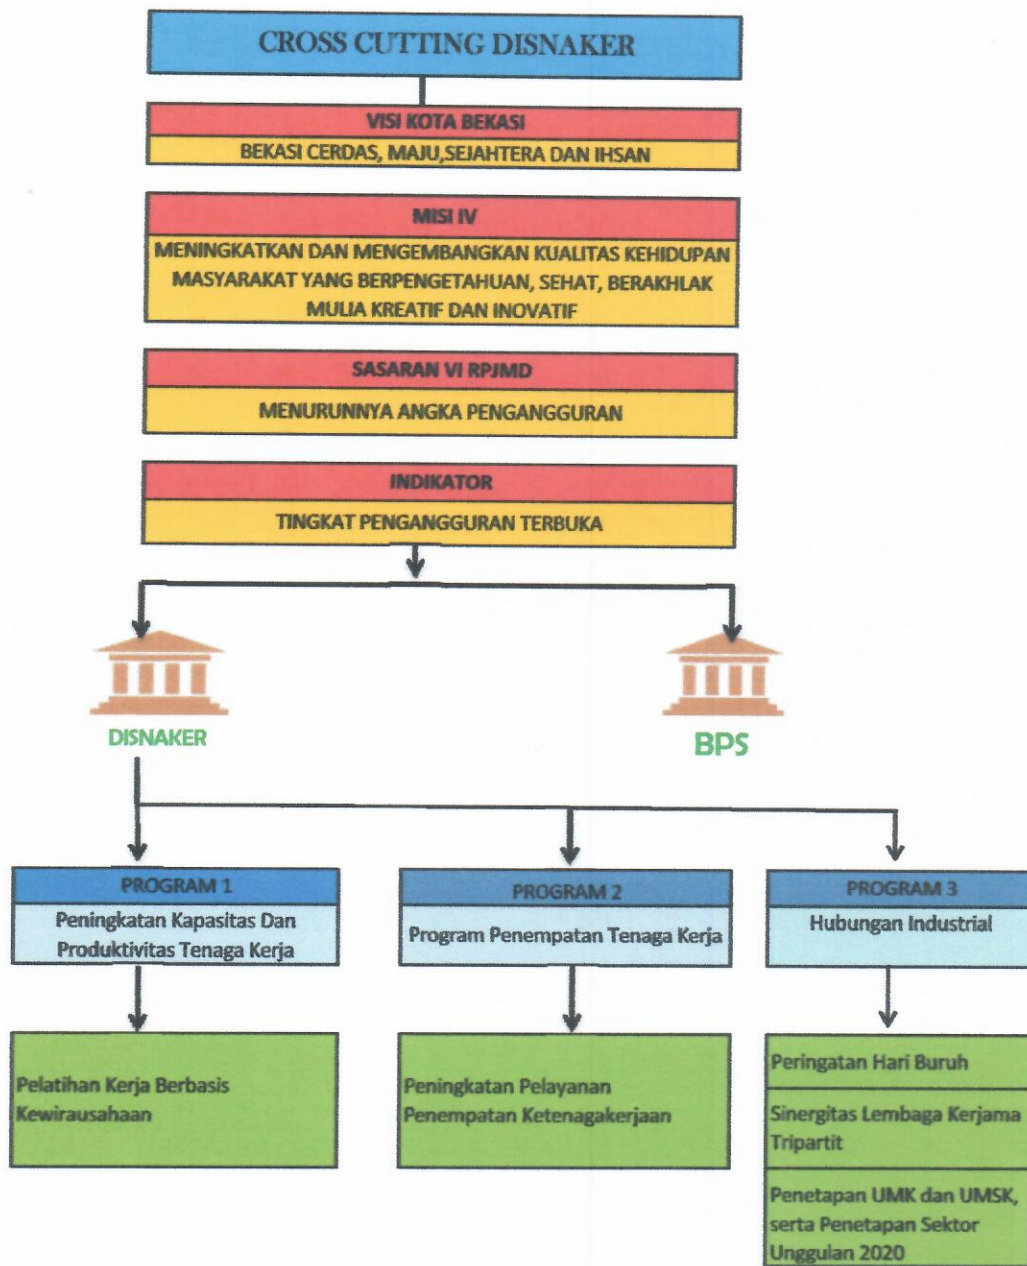 CROSS CUTTING DISNAKER
VISI KOTA BEKASI
BEKASI CERDAS, MAJU,SEJAHTERA DAN IHSAN
MISI IV
MENINGKATKAN DAN MENGEMBANGKAN KUALITAS KEHIDUPAN
MASYARAKAT YANG BERPENGETAHUAN, SEHAT, BERAKHLAK
MULIA KREATIF DAN INOVATIF
SASARAN VI RPJMD
MENURUNNYA ANGKA PENGANGGURAN
INDIKATOR
TINGKAT PENGANGGURAN TERBUKA
DISNAKER
BPS
PROGRAM 1
Peningkatan Kapasitas Dan
Produktivitas Tenaga Kerja
Pelatihan Kerja Berbasis
Kewirausahaan
PROGRAM 2
Program Penempatan Tenaga Kerja
Peningkatan Pelayanan
Penempatan Ketenagakerjaan
PROGRAM 3
Hubungan Industrial
Peringatan Hari Buruh
Sinergitas Lembaga Kerjama
Tripartit
Penetapan UMK dan UMSK,
serta Penetapan Sektor
Unggulan 2020